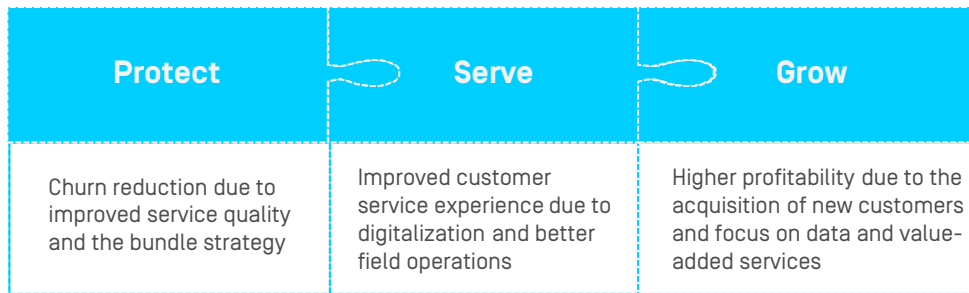 Protect
Serve
Grow
Churn reduction due to
improved service quality
and the bundle strategy
Improved customer
service experience due to
digitalization and better
field operations
Higher profitability due to the
acquisition of new customers
and focus on data and value-
added services